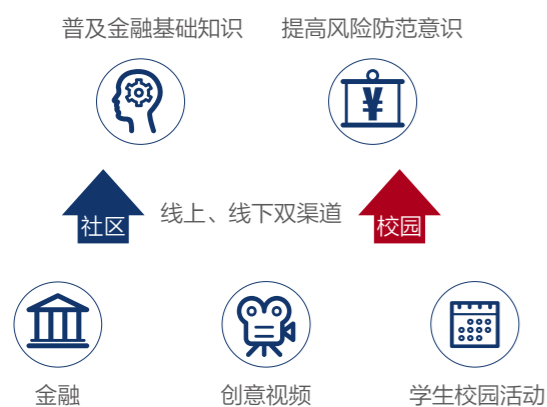 普及金融基础知识
提高风险防范意识
¥
社区
线上、线下双渠道
校园
金融
创意视频
学生校园活动